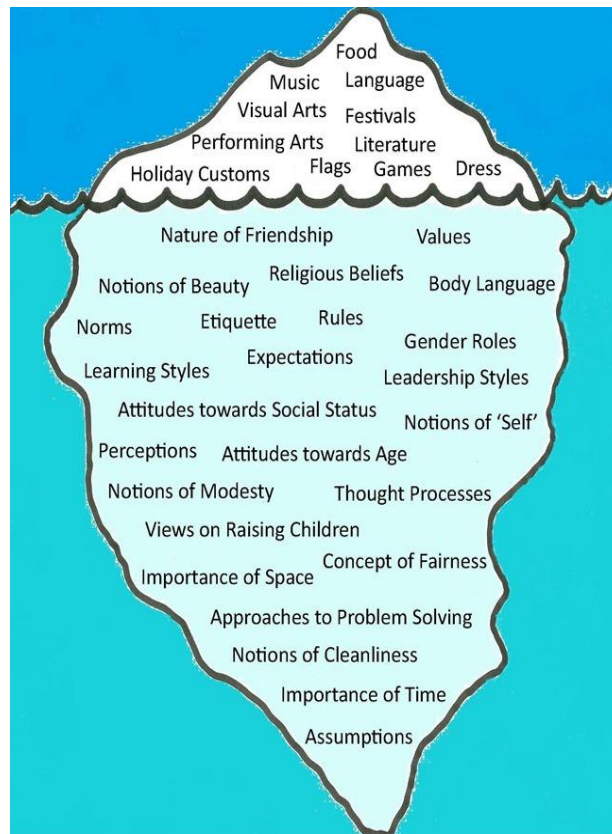 Food
Music Language
Visual Arts Festivals
Performing Arts Literature
Holiday Customs Flags Games Dress
Nature of Friendship Values
Notions of Beauty Religious Beliefs Body Language
Norms Etiquette Rules
Expectations Gender Roles
Learning Styles Leadership Styles
Attitudes towards Social Status Notions of ‘Self’
Perceptions Attitudes towards Age
Notions of Modesty Thought Processes
Views on Raising Children
Importance of Space Concept of Fairness
Approaches to Problem Solving
Notions of Cleanliness
Importance of Time
Assumptions